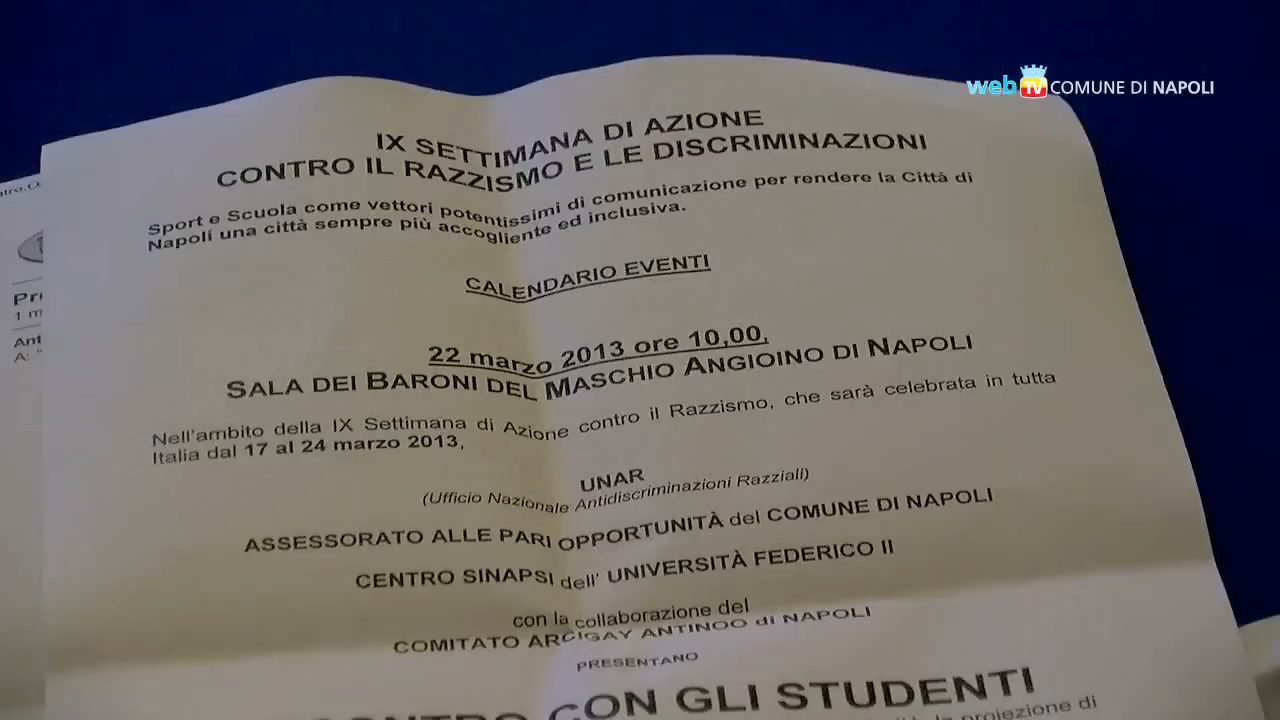 web TV COMUNE DI NAPOLI
IX SETTIMANA DI AZIONE
CONTRO IL RAZZISMO E LE DISCRIMINAZIONI
Sport e Scuola come vettori potentissimi di comunicazione per rendere la Città di
Napoli una città sempre più accogliente ed inclusiva.
CALENDARIO EVENTI
22 marzo 2013 ore 10,00,
SALA DEI BARONI DEL MASCHIO ANGIOINO DI NAPOLI
Nell'ambito della IX Settimana di Azione contro il Razzismo, che sarà celebrata in tutta
Italia dal 17 al 24 marzo 2013,
UNAR
(Ufficio Nazionale Antidiscriminazioni Razziali)
ASSESSORATO ALLE PARI OPPORTUNITÀ del COMUNE DI NAPOLI
CENTRO SINAPSI dell' UNIVERSITÀ FEDERICO II
con la collaborazione del
COMITATO ARCIGAY ANTINOO di NAPOLI
PRESENTANO
CON GLI STUDENTI
la proiezione di
1 m
A: "